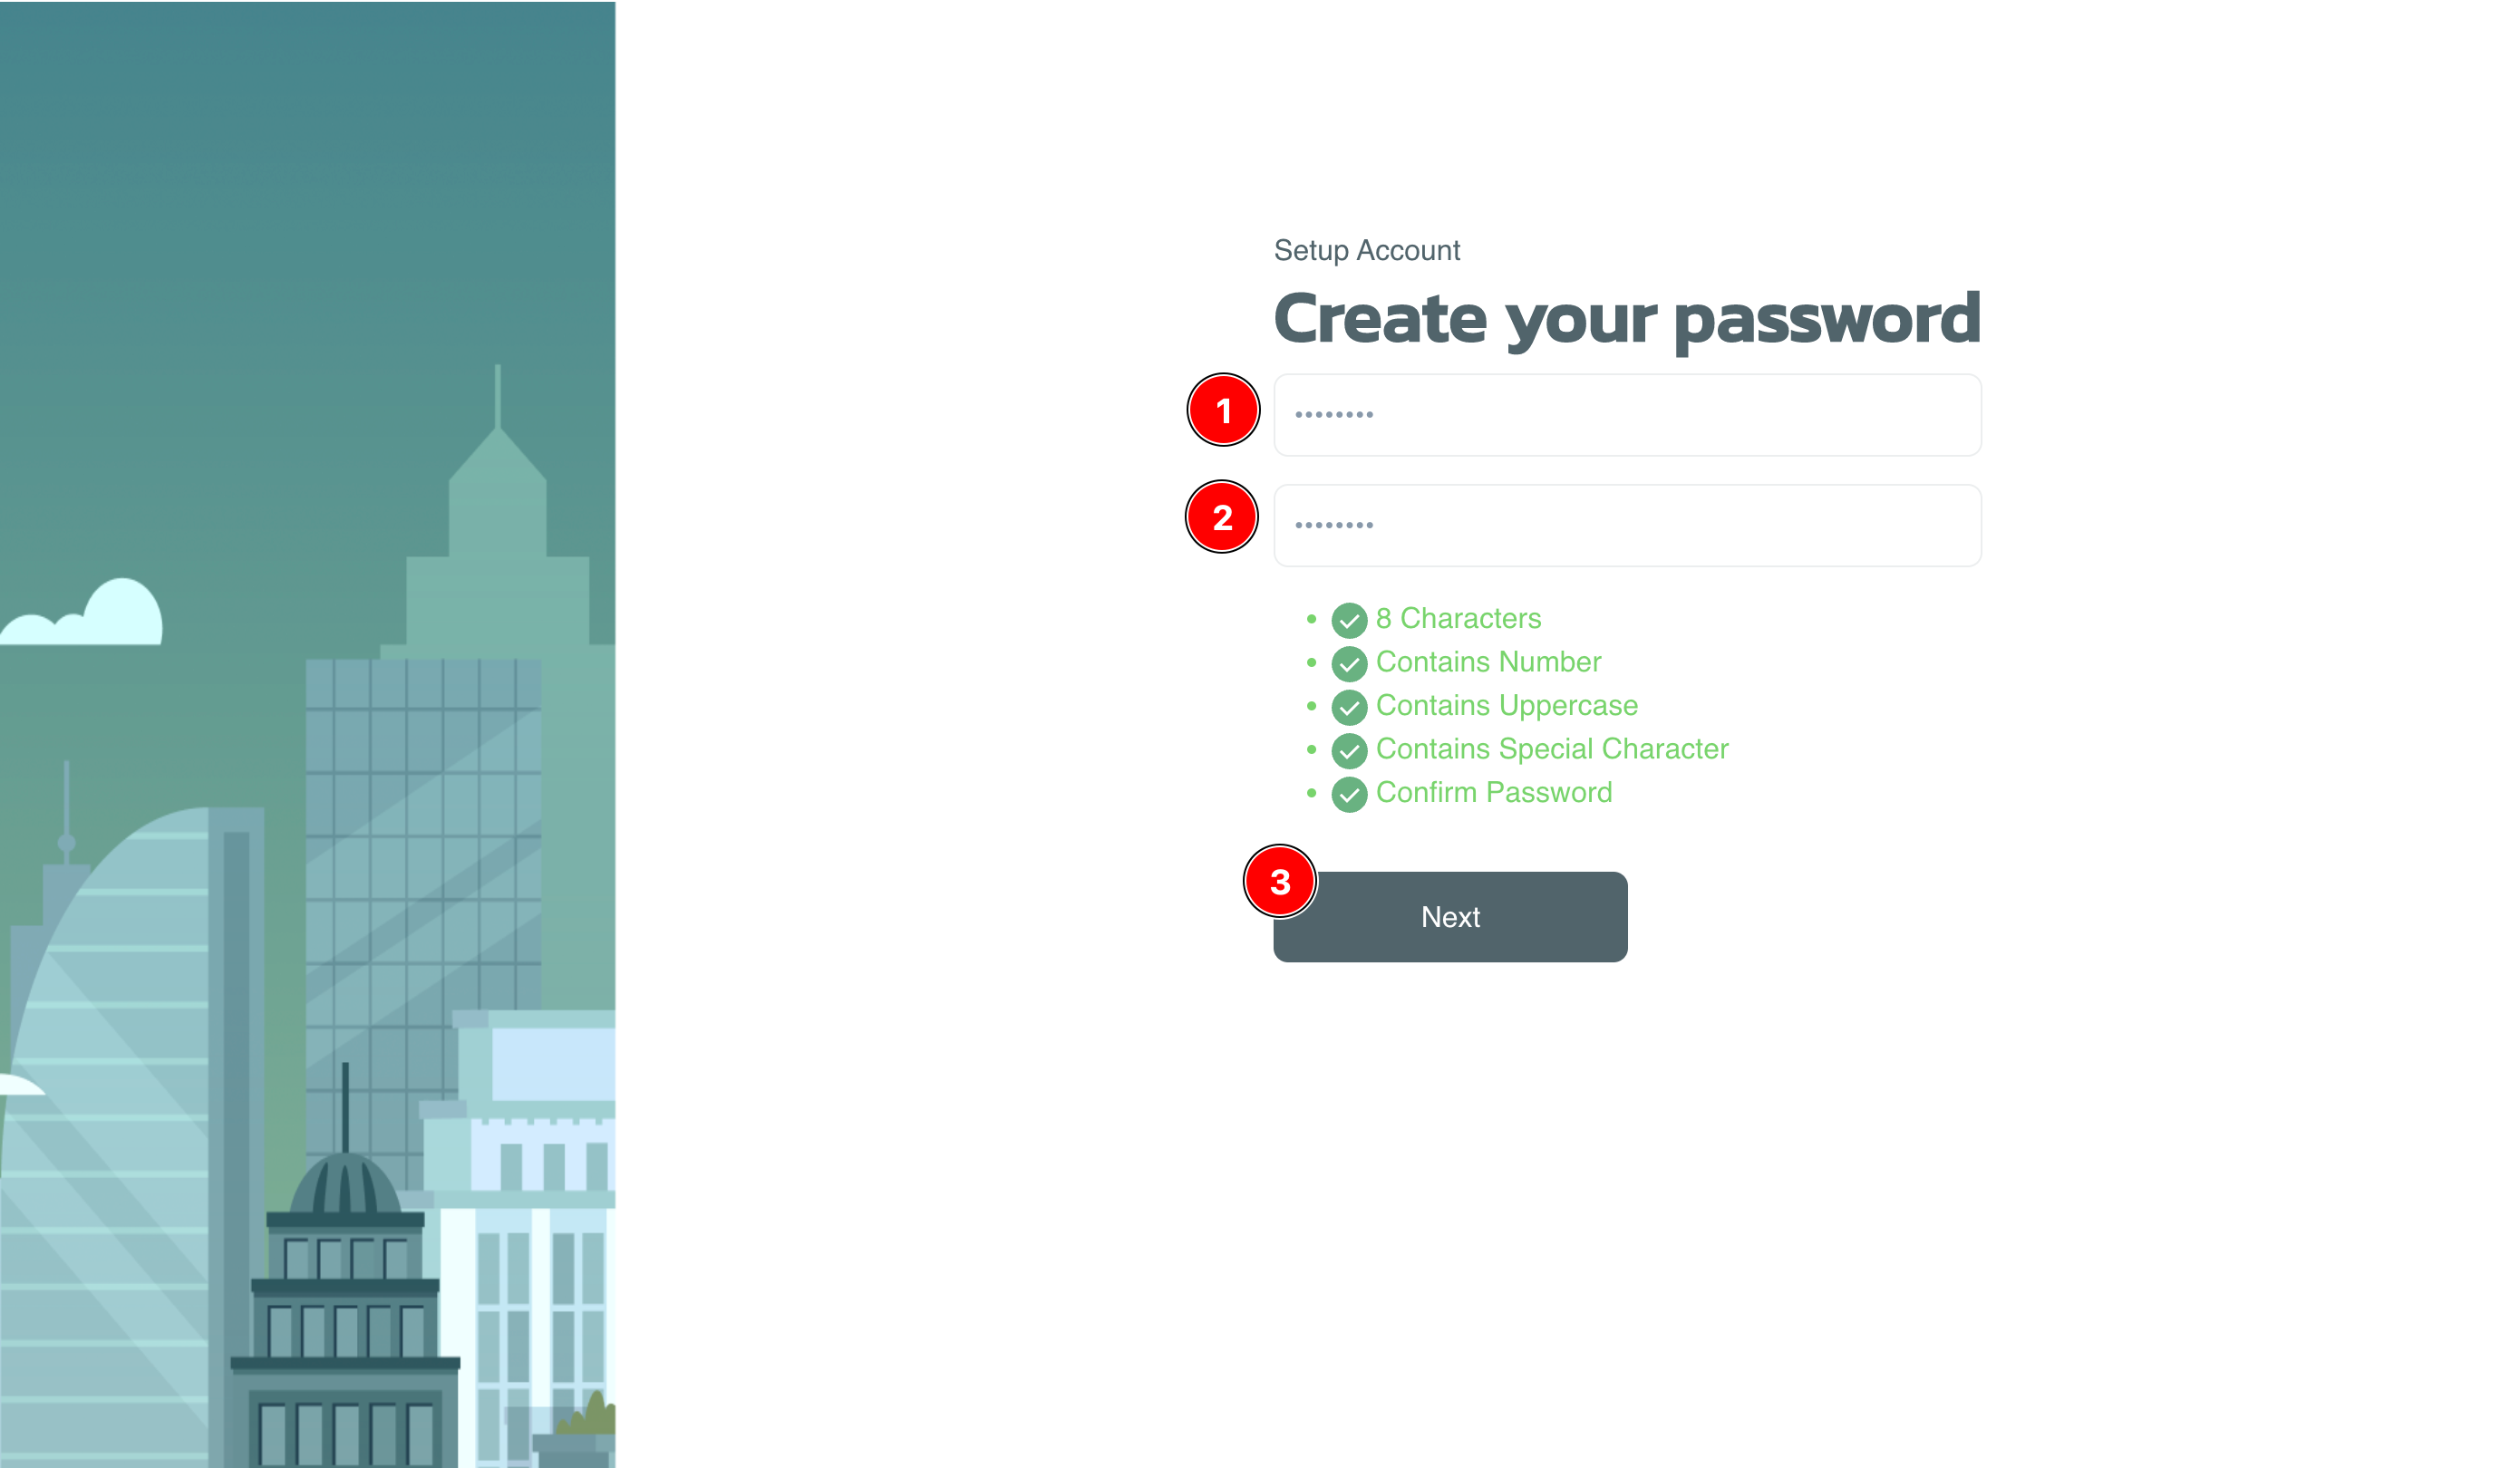 Setup Account
Create your password
1
••••••••
2
••••••••
• 8 Characters
• Contains Number
• Contains Uppercase
• Contains Special Character
• Confirm Password
3
Next